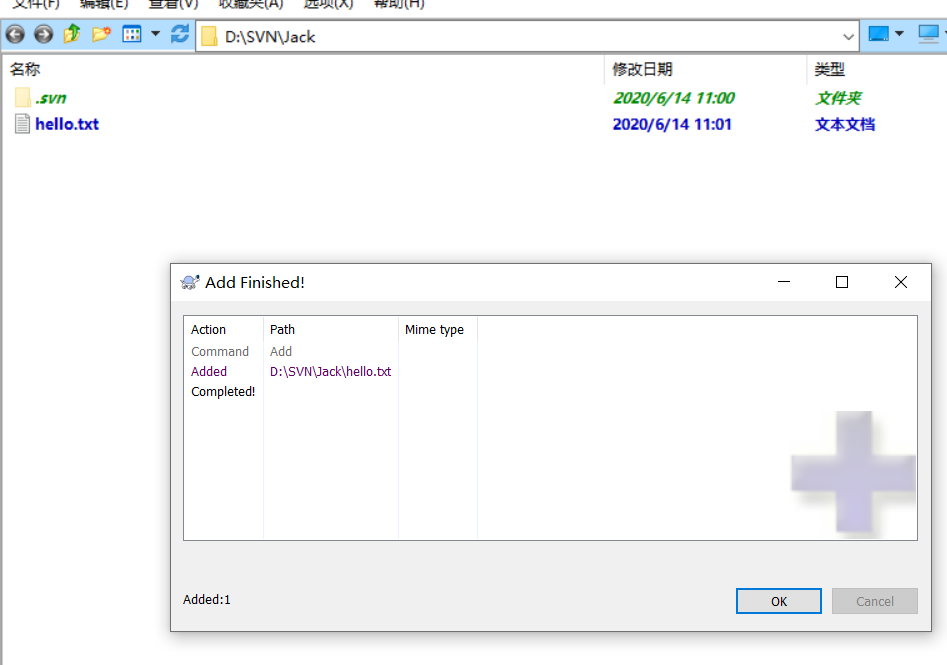 文件(F) 编辑(E) 查看(V) 收藏夹(A) 选项(X) 帮助(H)
D:\SVN\Jack
名称 修改日期 类型
.svn 2020/6/14 11:00 文件夹
hello.txt 2020/6/14 11:01 文本文档
Add Finished!
Action Path Mime type
Command Add
Added D:\SVN\Jack\hello.txt
Completed!
Added:1
OK Cancel